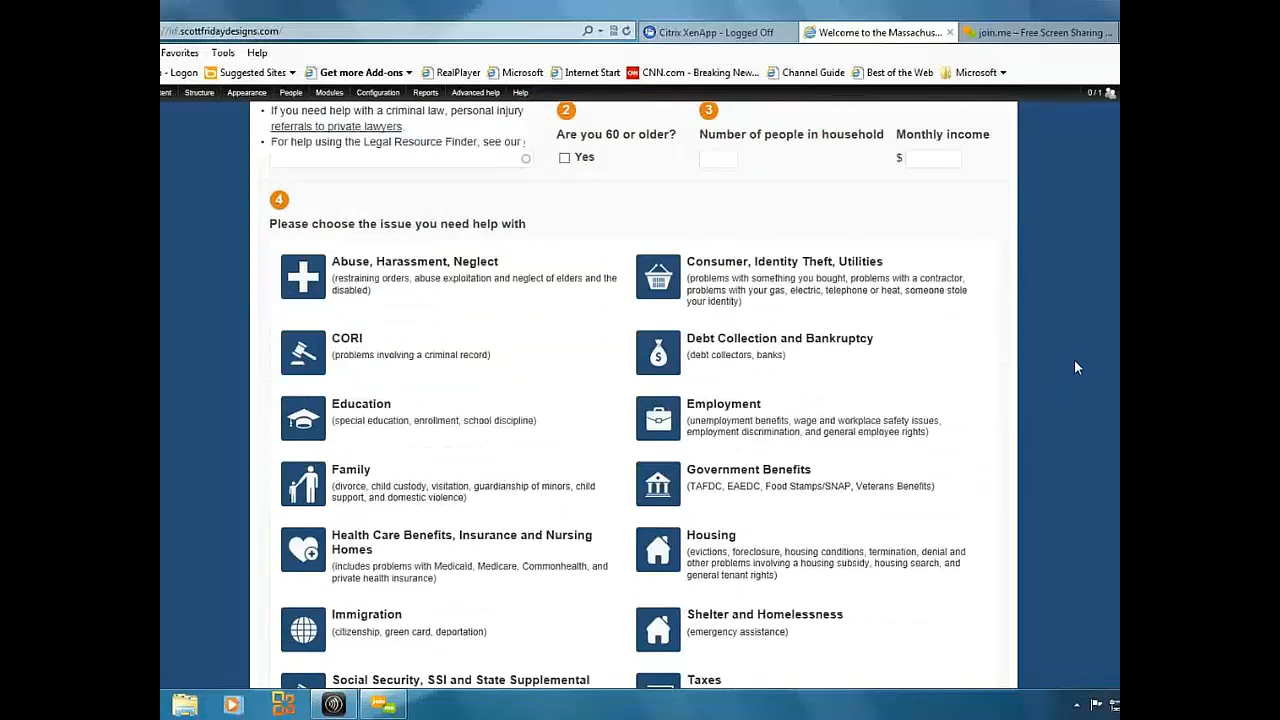 //rf.scottfridaydesigns.com/
Citrix XenApp - Logged Off
Welcome to the Massachus...
join.me – Free Screen Sharing ...
Favorites Tools Help
- Logon Suggested Sites Get more Add-ons RealPlayer Microsoft Internet Start CNN.com - Breaking New... Channel Guide Best of the Web Microsoft
Structure Appearance People Modules Configuration Reports Advanced help Help 0 / 1
• If you need help with a criminal law, personal injury
referrals to private lawyers.
• For help using the Legal Resource Finder, see our
2
Are you 60 or older?
Yes
3
Number of people in household
Monthly income
$
4
Please choose the issue you need help with
Abuse, Harassment, Neglect
(restraining orders, abuse exploitation and neglect of elders and the
disabled)
Consumer, Identity Theft, Utilities
(problems with something you bought, problems with a contractor,
problems with your gas, electric, telephone or heat, someone stole
your identity)
CORI
(problems involving a criminal record)
Debt Collection and Bankruptcy
(debt collectors, banks)
Education
(special education, enrollment, school discipline)
Employment
(unemployment benefits, wage and workplace safety issues,
employment discrimination, and general employee rights)
Family
(divorce, child custody, visitation, guardianship of minors, child
support, and domestic violence)
Government Benefits
(TAFDC, EAEDC, Food Stamps/SNAP, Veterans Benefits)
Health Care Benefits, Insurance and Nursing
Homes
(includes problems with Medicaid, Medicare, Commonhealth, and
private health insurance)
Housing
(evictions, foreclosure, housing conditions, termination, denial and
other problems involving a housing subsidy, housing search, and
general tenant rights)
Immigration
(citizenship, green card, deportation)
Shelter and Homelessness
(emergency assistance)
Social Security, SSI and State Supplemental
Taxes
join
me